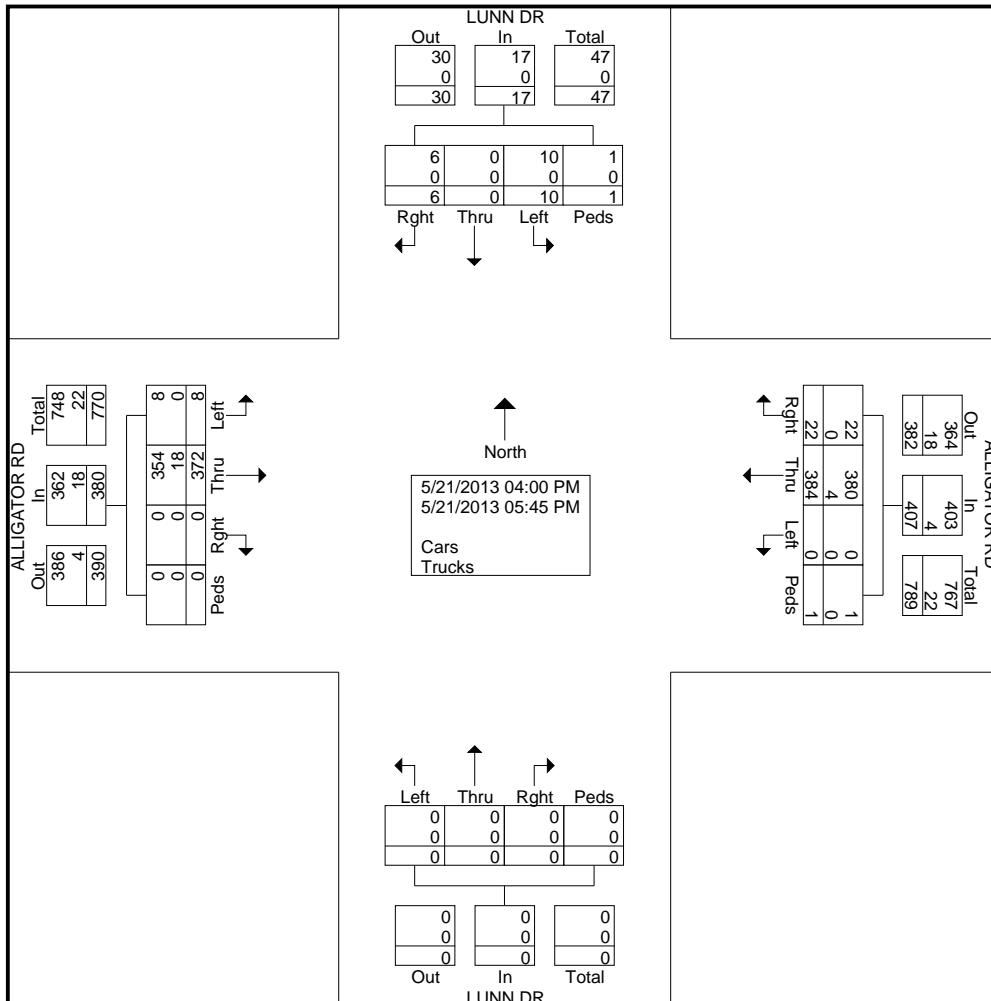 LUNN DR
Out In Total
30 17 47
0 0 0
30 17 47
6 0 10 1
0 0 0 0
6 0 10 1
Rght Thru Left Peds
ALLIGATOR RD
Total In Out
748 362 386
22 18 4
770 380 390
8 354 0 0
0 18 0 0
8 372 0 0
Left Thru Rght Peds
North
5/21/2013 04:00 PM
5/21/2013 05:45 PM
Cars
Trucks
Rght Thru Left Peds
22 380 0 1
0 4 0 0
22 384 0 1
Out In Total
364 403 767
18 4 22
382 407 789
ALLIGATOR RD
Left Thru Rght Peds
0 0 0 0
0 0 0 0
0 0 0 0
0 0 0
0 0 0
0 0 0
Out In Total
LUNN DR